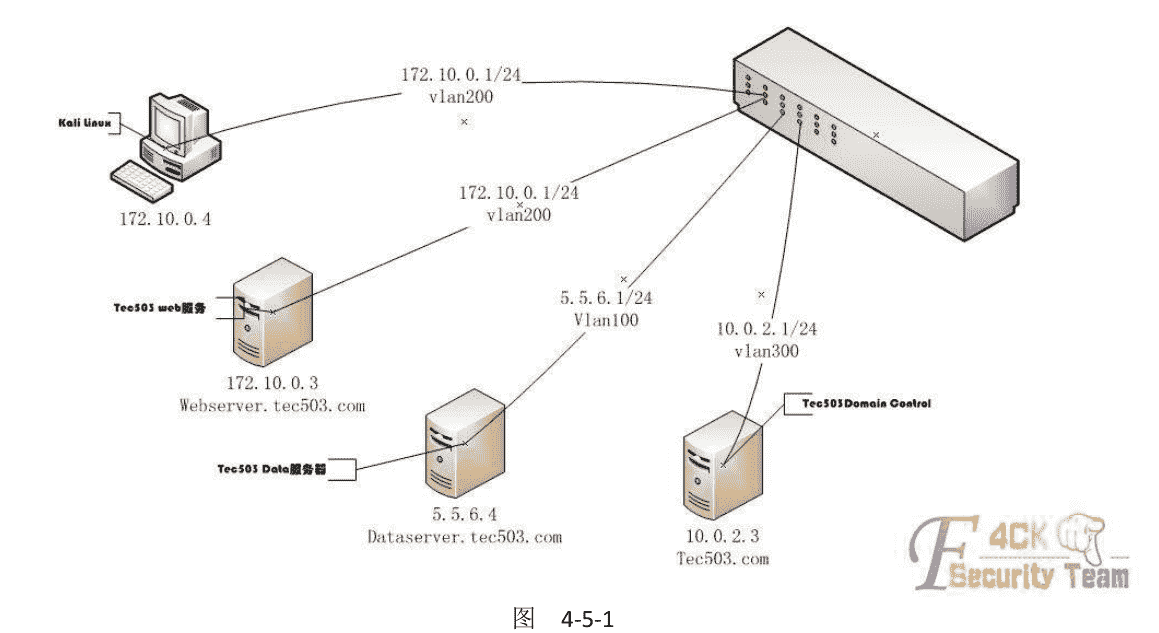 172.10.0.1/24
vlan200
Kali Linux
172.10.0.4
172.10.0.1/24
vlan200
Tec503 web服务
172.10.0.3
Webserver.tec503.com
5.5.6.1/24
Vlan100
10.0.2.1/24
vlan300
Tec503Domain Control
Tec503 Data服务器
5.5.6.4
Dataserver.tec503.com
10.0.2.3
Tec503.com
F4CK
Security Team
图 4-5-1